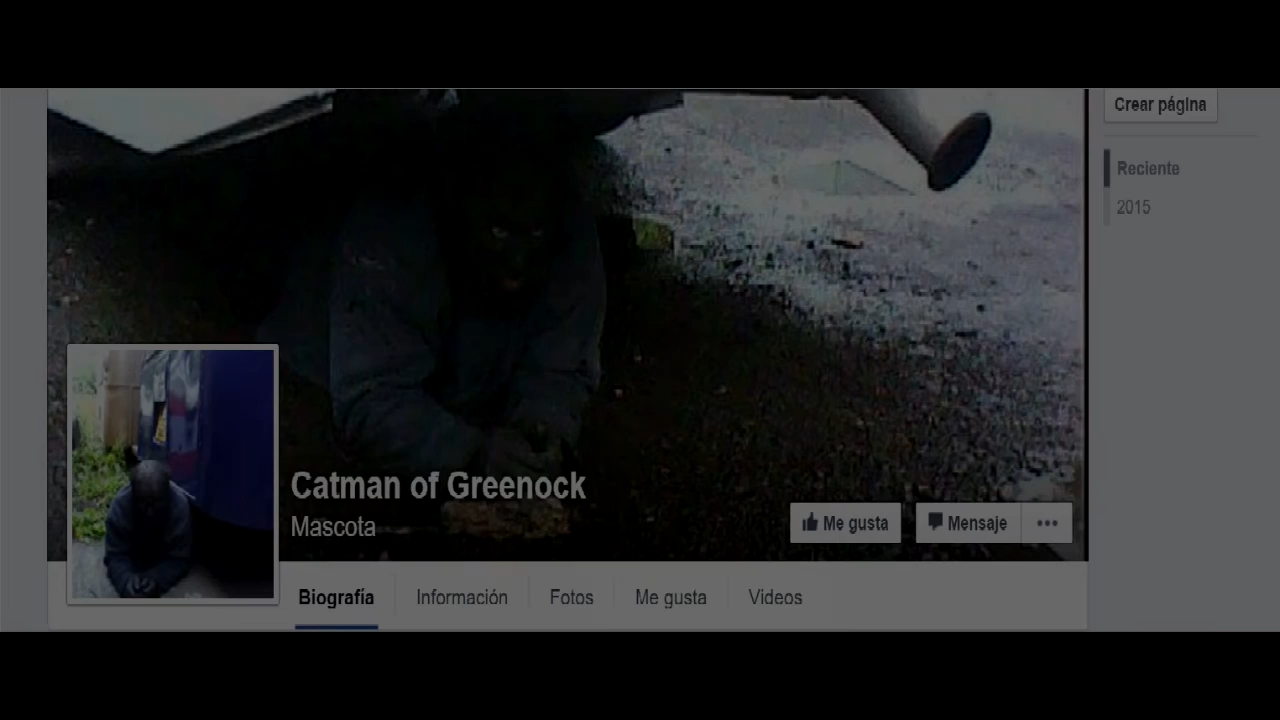 Crear página
Reciente
2015
Catman of Greenock
Mascota
Me gusta
Mensaje
Biografía
Información
Fotos
Me gusta
Videos